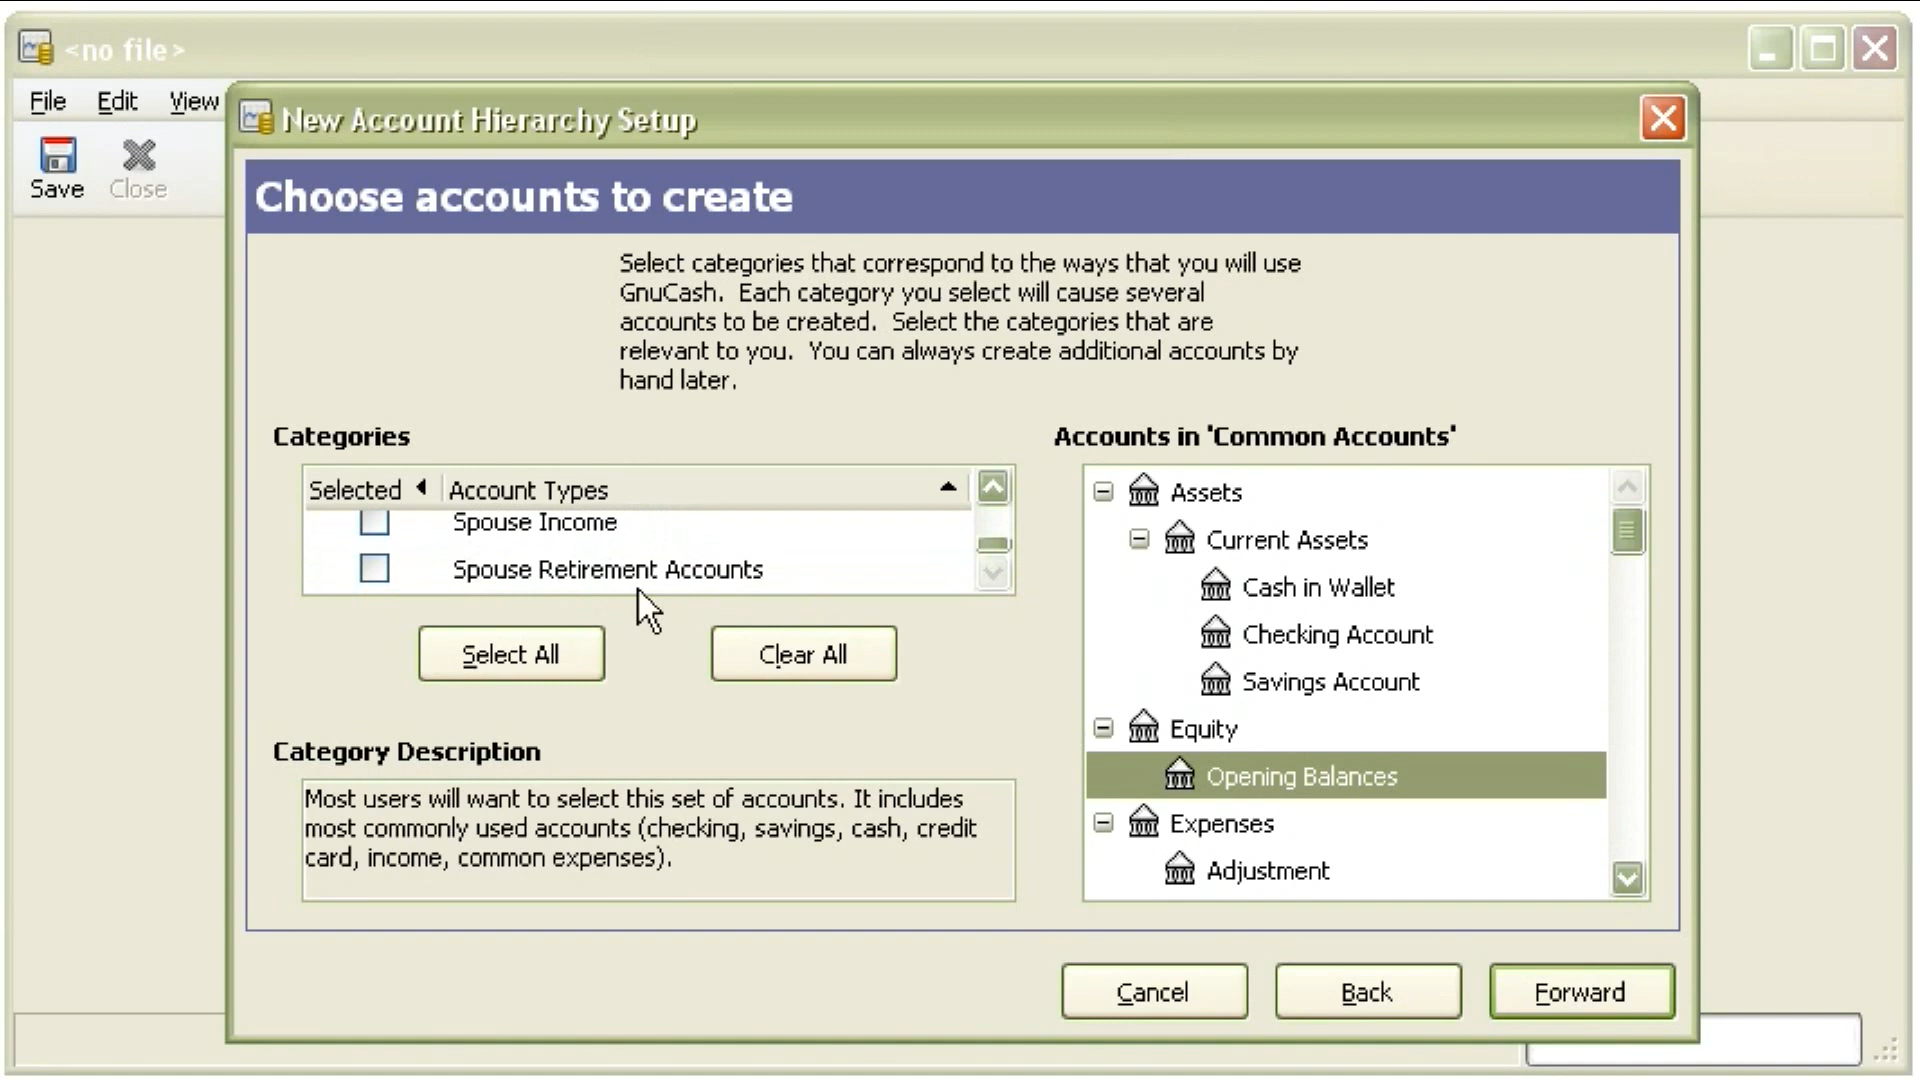 <no file>
File Edit View
New Account Hierarchy Setup
Save Close
Choose accounts to create
Select categories that correspond to the ways that you will use
GnuCash. Each category you select will cause several
accounts to be created. Select the categories that are
relevant to you. You can always create additional accounts by
hand later.
Categories
Selected Account Types
Spouse Income
Spouse Retirement Accounts
Select All Clear All
Category Description
Most users will want to select this set of accounts. It includes
most commonly used accounts (checking, savings, cash, credit
card, income, common expenses).
Accounts in 'Common Accounts'
Assets
Current Assets
Cash in Wallet
Checking Account
Savings Account
Equity
Opening Balances
Expenses
Adjustment
Cancel Back Forward